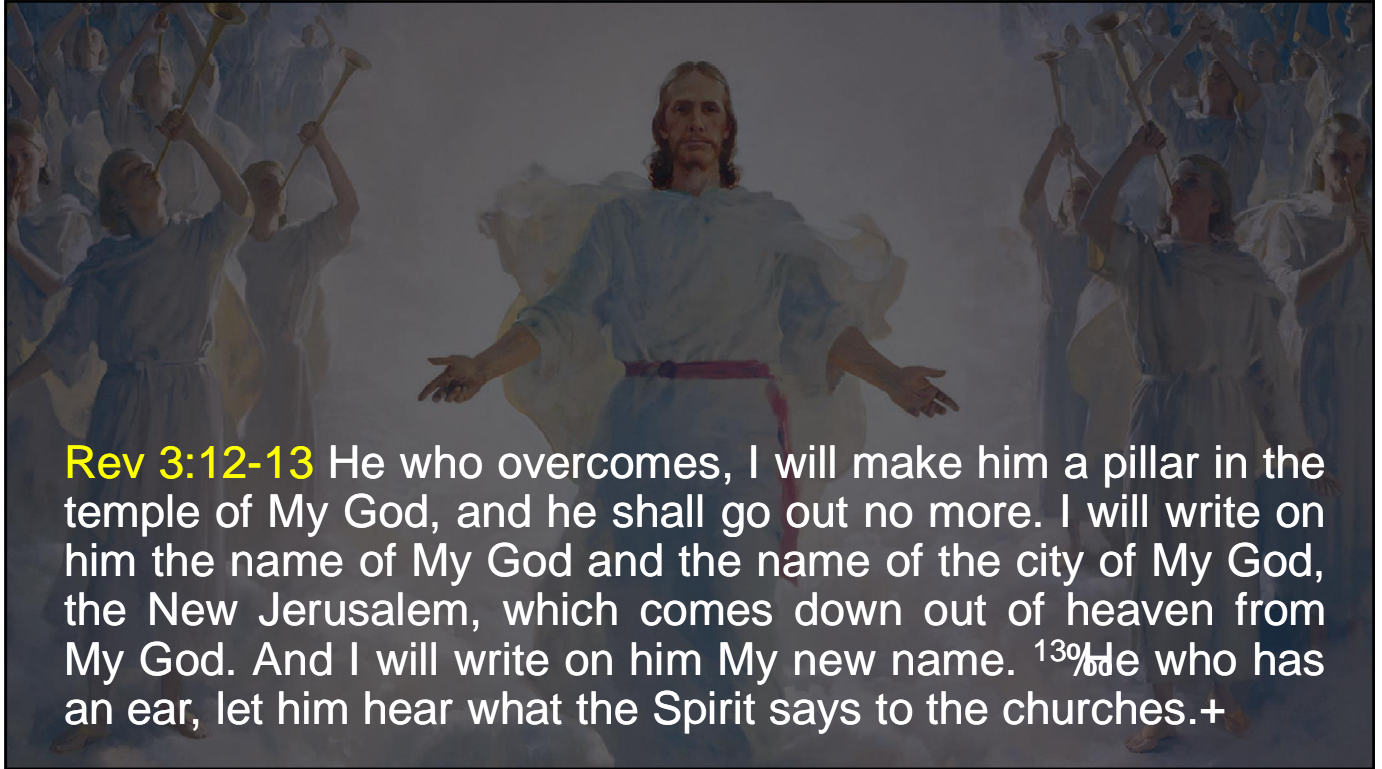 Rev 3:12-13 He who overcomes, I will make him a pillar in the
temple of My God, and he shall go out no more. I will write on
him the name of My God and the name of the city of My God,
the New Jerusalem, which comes down out of heaven from
My God. And I will write on him My new name. ¹³‰He who has
an ear, let him hear what the Spirit says to the churches.+